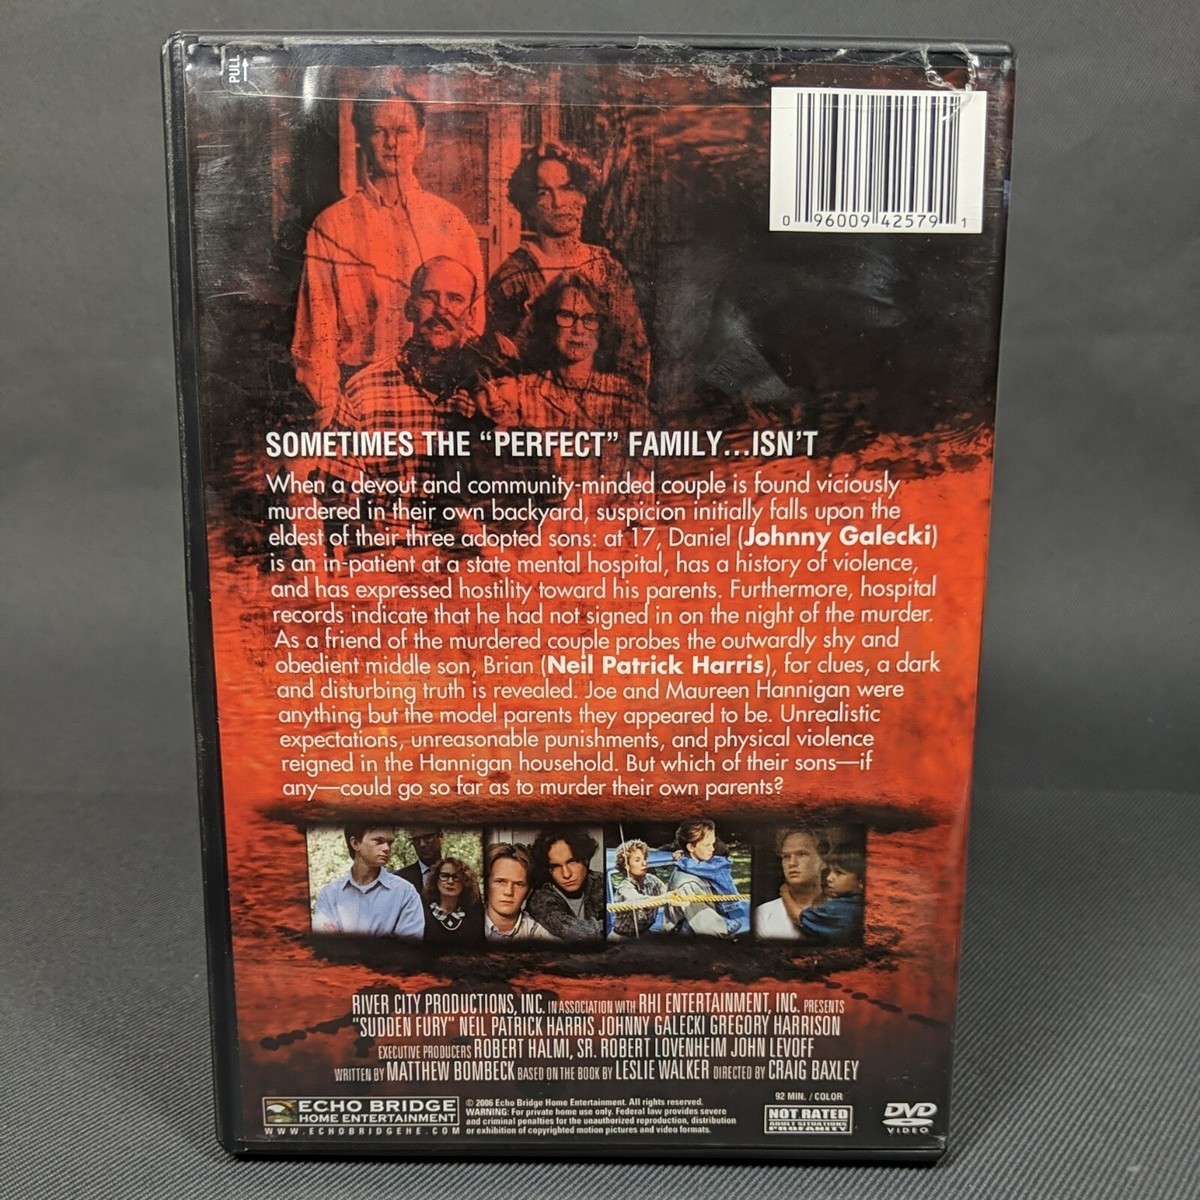 PULL
0 96009 42579 1
SOMETIMES THE “PERFECT” FAMILY...ISN'T
When a devout and community-minded couple is found viciously
murdered in their own backyard, suspicion initially falls upon the
eldest of their three adopted sons: at 17, Daniel (Johnny Galecki)
is an in-patient at a state mental hospital, has a history of violence,
and has expressed hostility toward his parents. Furthermore, hospital
records indicate that he had not signed in on the night of the murder.
As a friend of the murdered couple probes the outwardly shy and
obedient middle son, Brian (Neil Patrick Harris), for clues, a dark
and disturbing truth is revealed. Joe and Maureen Hannigan were
anything but the model parents they appeared to be. Unrealistic
expectations, unreasonable punishments, and physical violence
reigned in the Hannigan household. But which of their sons—if
any—could go so far as to murder their own parents?
RIVER CITY PRODUCTIONS, INC. IN ASSOCIATION WITH RHI ENTERTAINMENT, INC. PRESENTS
"SUDDEN FURY" NEIL PATRICK HARRIS JOHNNY GALECKI GREGORY HARRISON
EXECUTIVE PRODUCERS ROBERT HALMI, SR. ROBERT LOVENHEIM JOHN LEVOFF
WRITTEN BY MATTHEW BOMBECK BASED ON THE BOOK BY LESLIE WALKER DIRECTED BY CRAIG BAXLEY
ECHO BRIDGE
HOME ENTERTAINMENT
WWW.ECHOBRIDGEHE.COM
© 2006 Echo Bridge Home Entertainment. All rights reserved.
WARNING: For private home use only. Federal law provides severe
and criminal penalties for the unauthorized reproduction, distribution
or exhibition of copyrighted motion pictures and video formats.
92 MIN. / COLOR
NOT RATED
ADULT SITUATIONS
PROFANITY
DVD
VIDEO